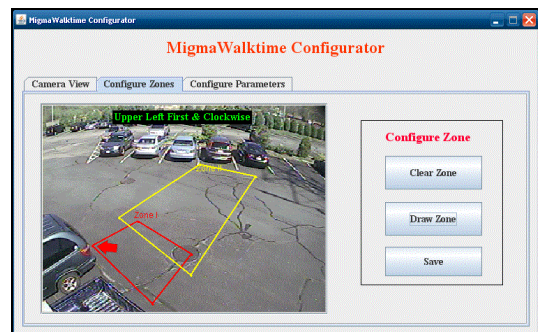 MigmaWalktime Configurator
MigmaWalktime Configurator
Camera View
Configure Zones
Configure Parameters
Upper Left First & Clockwise
Zone II
Zone I
Configure Zone
Clear Zone
Draw Zone
Save